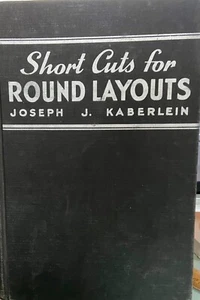 Short Cuts for
ROUND LAYOUTS
JOSEPH J. KABERLEIN